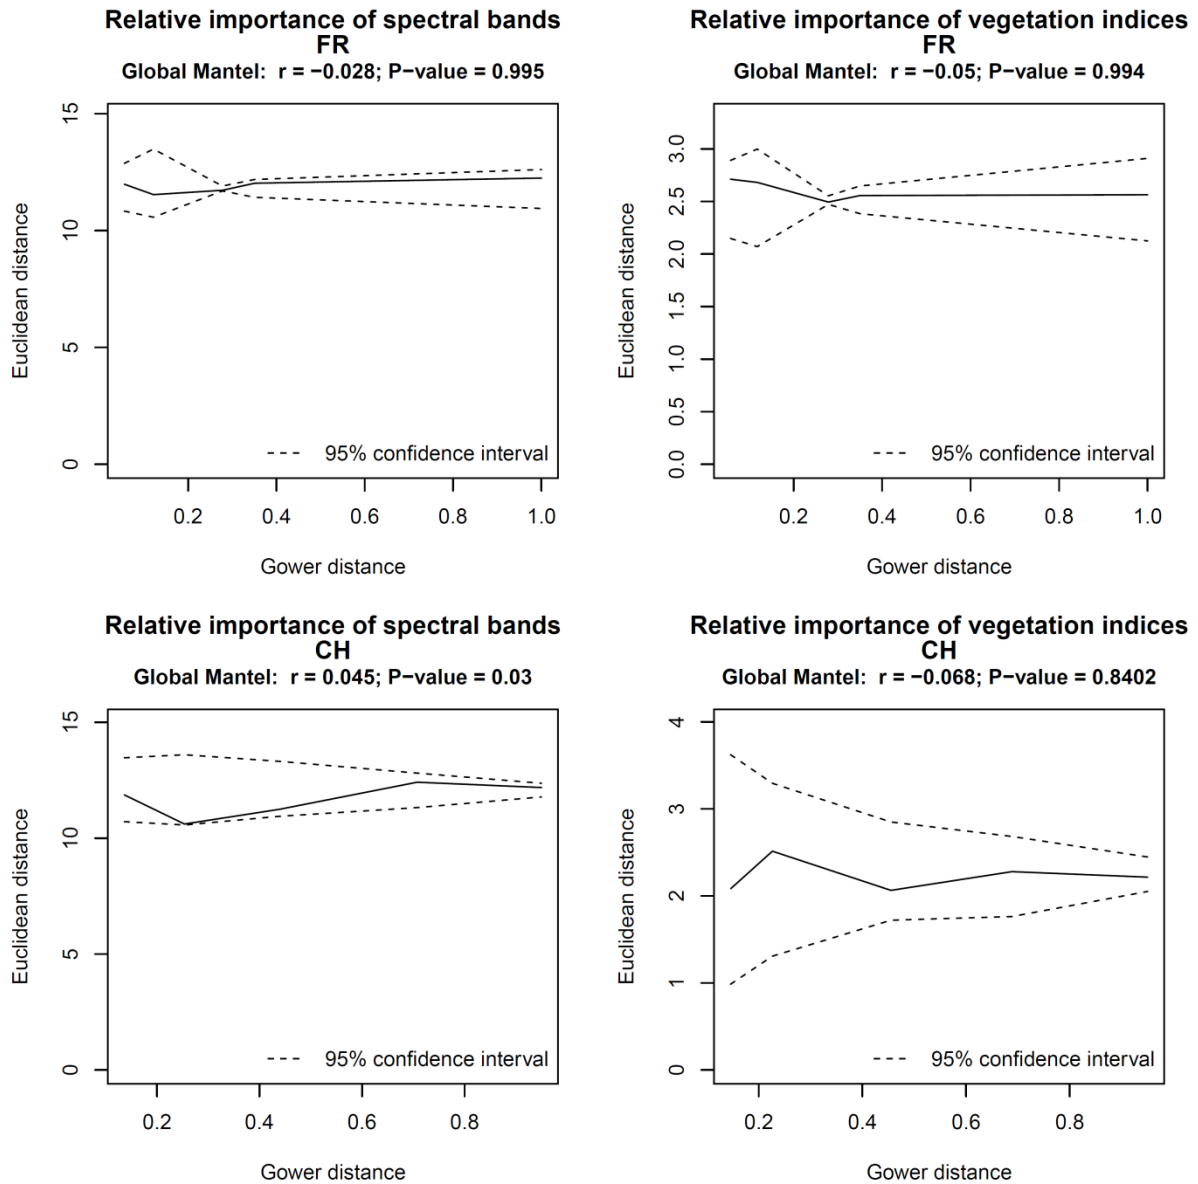 Relative importance of spectral bands
FR
Global Mantel:  r = −0.028; P−value = 0.995
15
10
5
0
Euclidean distance
95% confidence interval
0.2 0.4 0.6 0.8 1.0
Gower distance
Relative importance of vegetation indices
FR
Global Mantel:  r = −0.05; P−value = 0.994
3.0
2.5
2.0
1.5
1.0
0.5
0.0
Euclidean distance
95% confidence interval
0.2 0.4 0.6 0.8 1.0
Gower distance
Relative importance of spectral bands
CH
Global Mantel:  r = 0.045; P−value = 0.03
15
10
5
0
Euclidean distance
95% confidence interval
0.2 0.4 0.6 0.8
Gower distance
Relative importance of vegetation indices
CH
Global Mantel:  r = −0.068; P−value = 0.8402
4
3
2
1
0
Euclidean distance
95% confidence interval
0.2 0.4 0.6 0.8
Gower distance